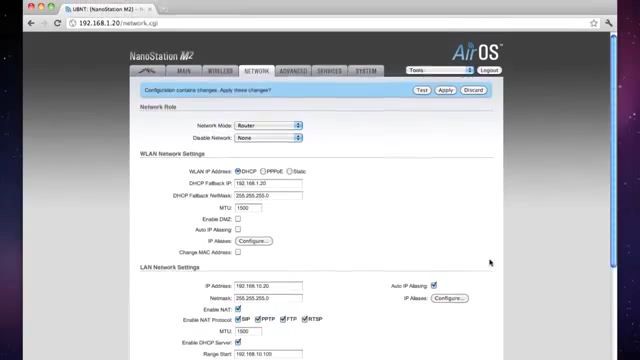 UBNT: [NanoStation M2] - N
192.168.1.20/network.cgi
NanoStation M2
AirOS
MAIN WIRELESS NETWORK ADVANCED SERVICES SYSTEM Tools Logout
Configuration contains changes. Apply these changes? Test Apply Discard
Network Role
Network Mode: Router
Disable Network: None
WLAN Network Settings
WLAN IP Address: DHCP PPPoE Static
DHCP Fallback IP: 192.168.1.20
DHCP Fallback NetMask: 255.255.255.0
MTU: 1500
Enable DMZ:
Auto IP Aliasing:
IP Aliases: Configure...
Change MAC Address:
LAN Network Settings
IP Address: 192.168.10.20 Auto IP Aliasing:
Netmask: 255.255.255.0 IP Aliases: Configure...
Enable NAT:
Enable NAT Protocol: SIP PPTP FTP RTSP
MTU: 1500
Enable DHCP Server:
Range Start: 192.168.10.100